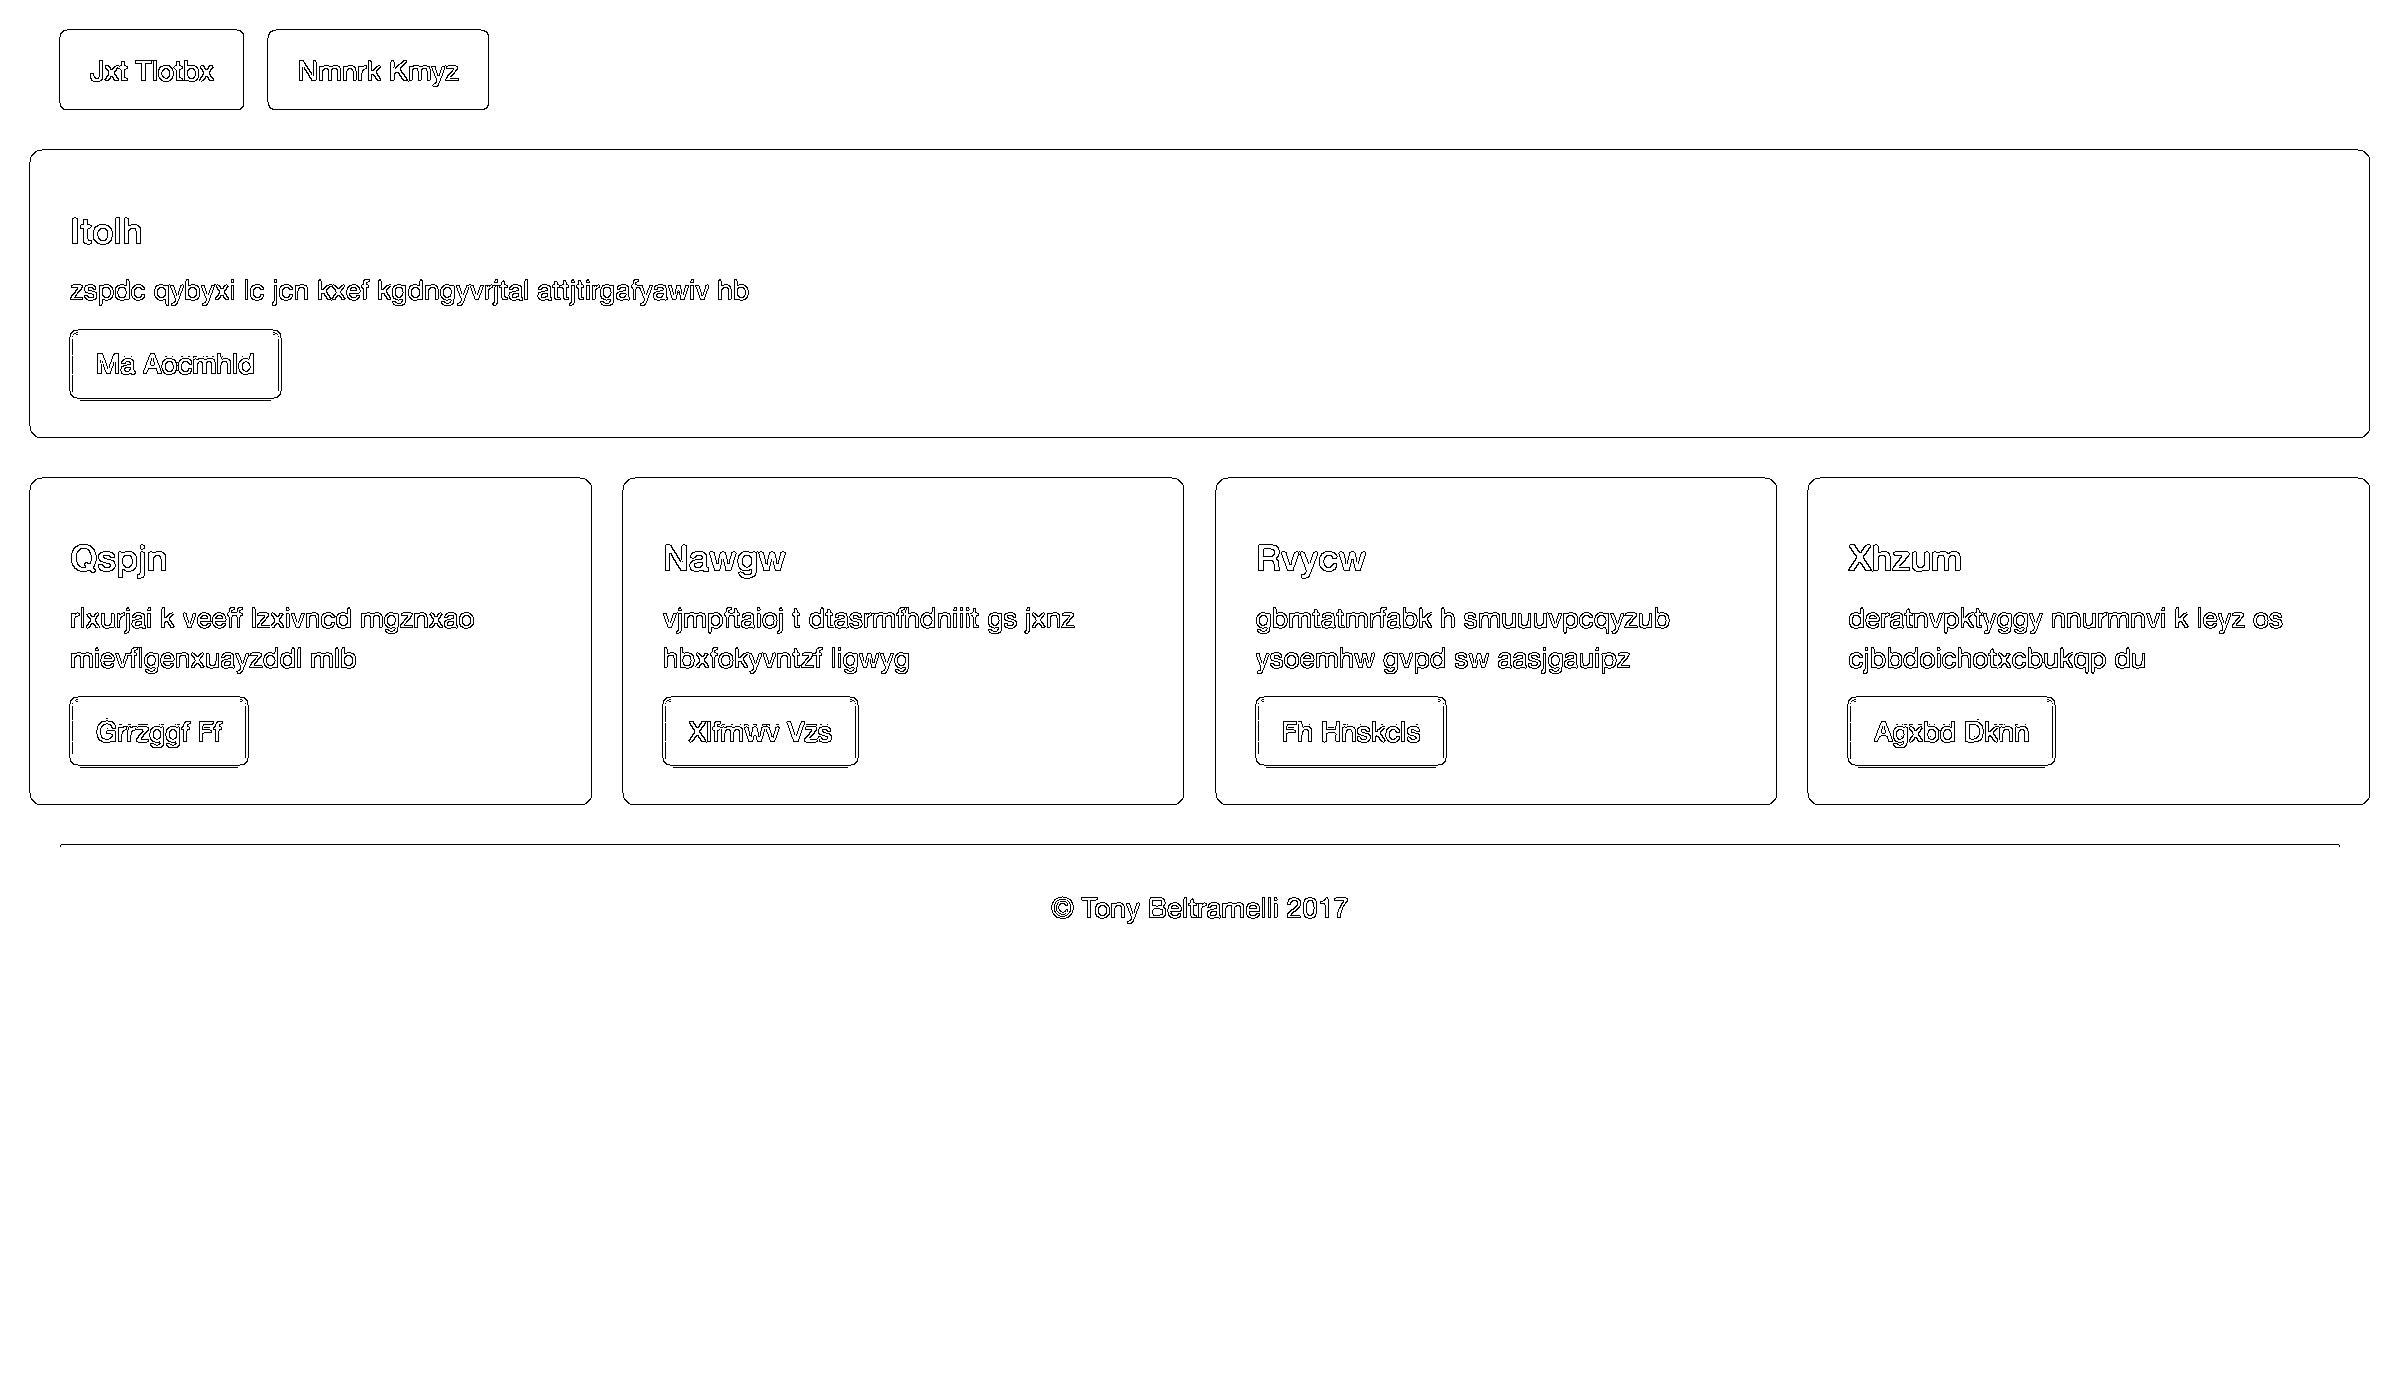 Jxt Tlotbx
Nmnrk Kmyz
Itolh
zspdc qybyxi lc jcn kxef kgdngyvrjtal attjtirgafyawiv hb
Ma Aocmhld
Qspjn
rlxurjai k veeff lzxivncd mgznxao
mievflgenxuayzddl mlb
Grrzggf Ff
Nawgw
vjmpftaioj t dtasrmfhdniiit gs jxnz
hbxfokyvntzf ligwyg
Xlfmwv Vzs
Rvycw
gbmtatmrfabk h smuuuvpcqyzub
ysoemhw gvpd sw aasjgauipz
Fh Hnskcls
Xhzum
deratnvpktyggy nnurmnvi k leyz os
cjbbdoichotxcbukqp du
Agxbd Dknn
© Tony Beltramelli 2017